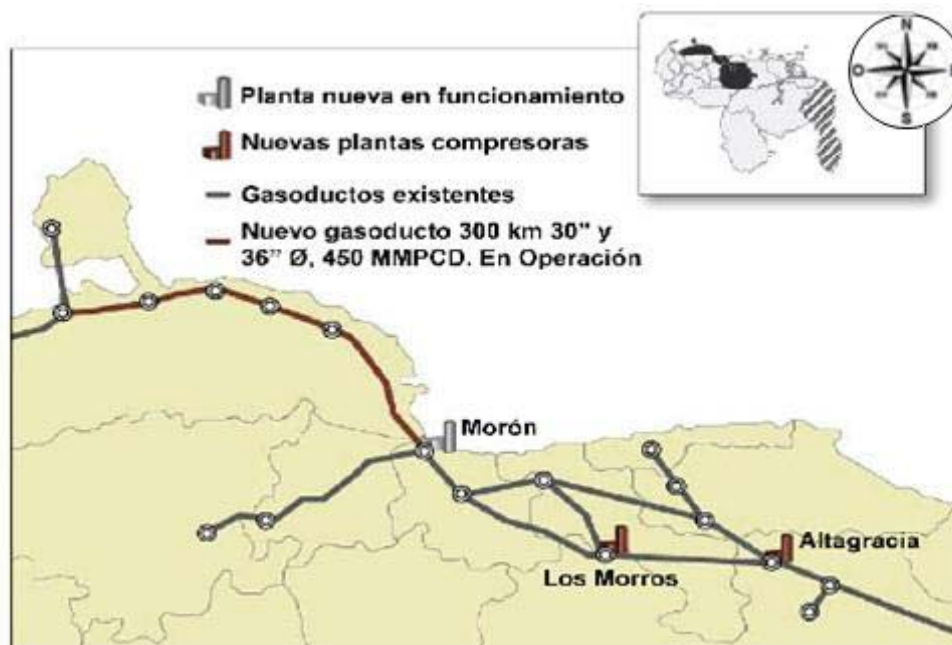 Planta nueva en funcionamiento
Nuevas plantas compresoras
Gasoductos existentes
Nuevo gasoducto 300 km 30" y
36" Ø, 450 MMPCD. En Operación
N
O
S
Morón
Altagracia
Los Morros